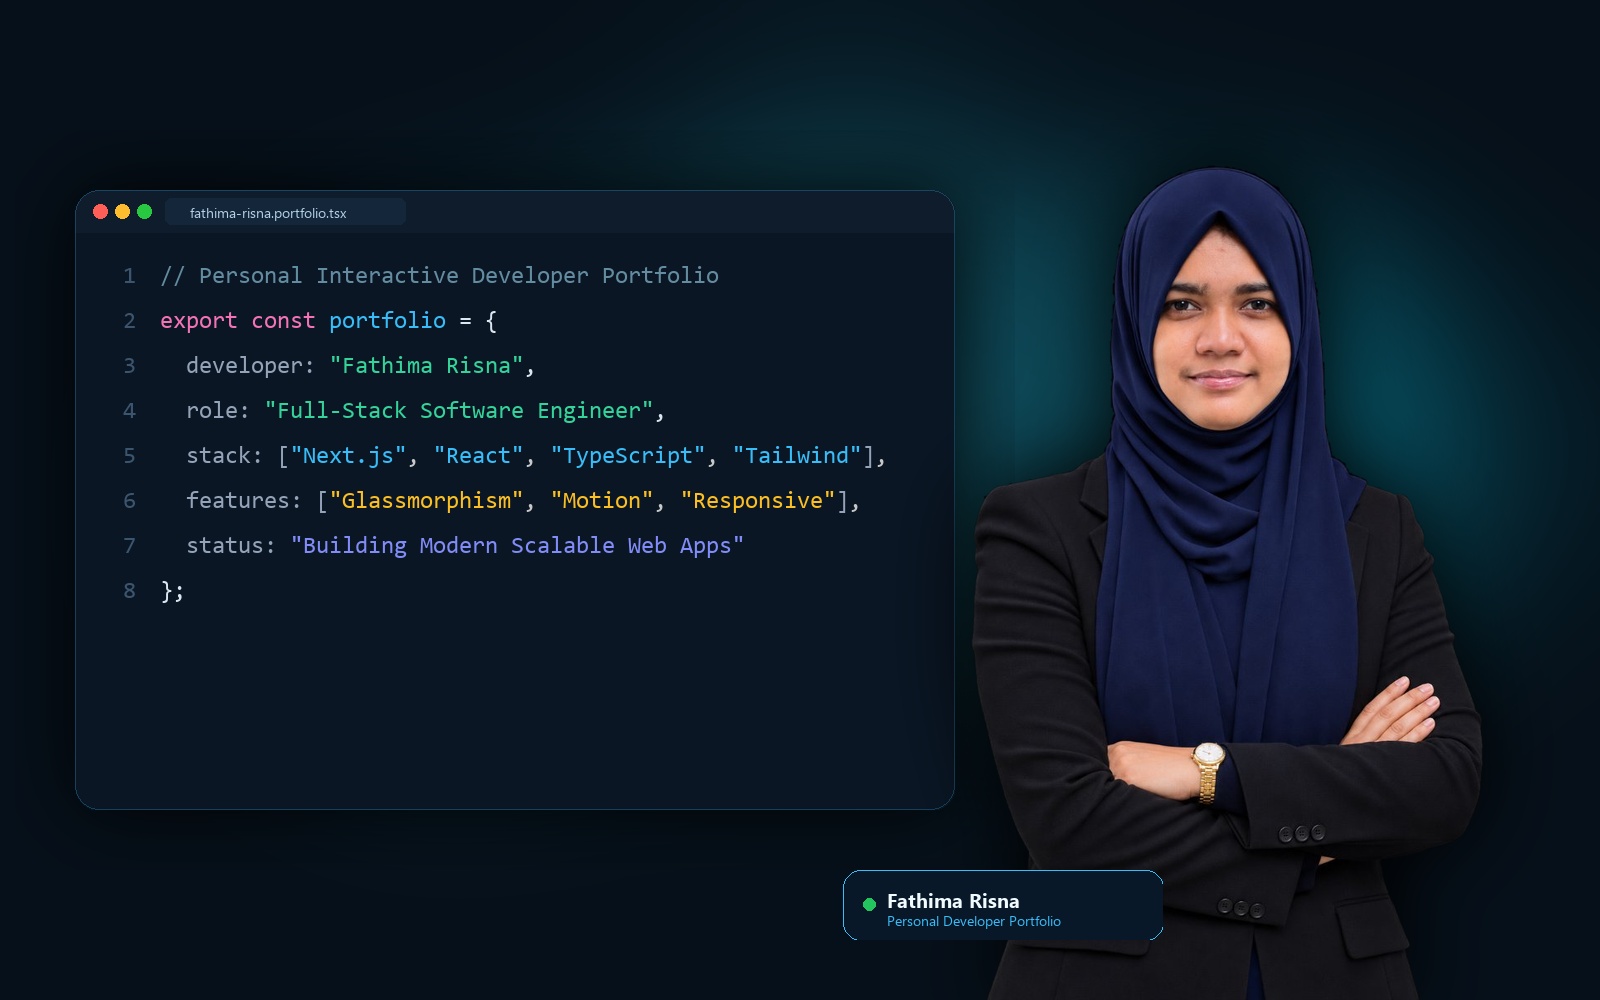 fathima-risna.portfolio.tsx
1 // Personal Interactive Developer Portfolio
2 export const portfolio = {
3 developer: "Fathima Risna",
4 role: "Full-Stack Software Engineer",
5 stack: ["Next.js", "React", "TypeScript", "Tailwind"],
6 features: ["Glassmorphism", "Motion", "Responsive"],
7 status: "Building Modern Scalable Web Apps"
8 };
Fathima Risna
Personal Developer Portfolio